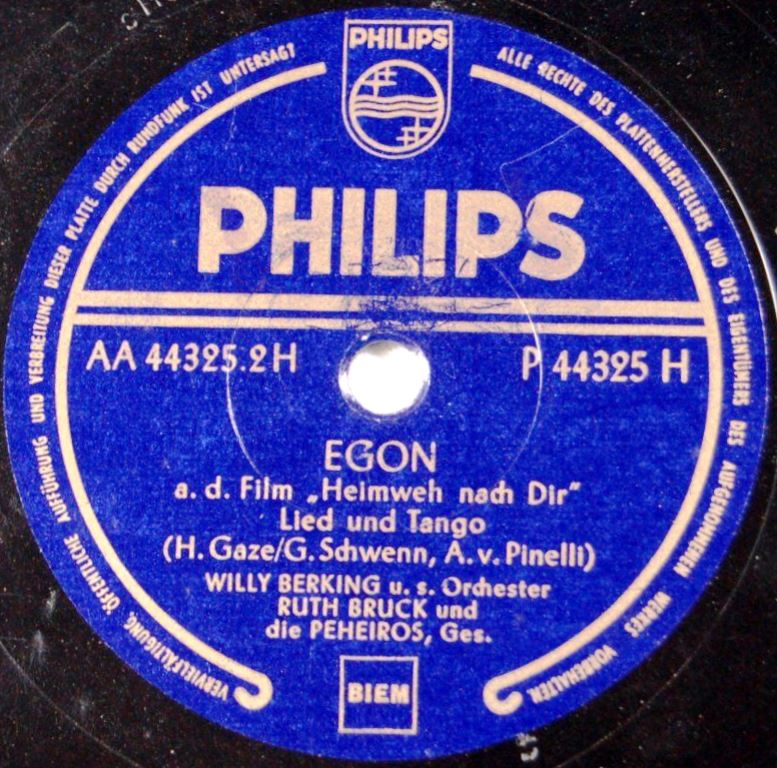 PHILIPS
ALLE RECHTE DES PLATTENHERSTELLERS UND DES EIGENTÜMERS DES AUFGENOMMENEN WERKES VORBEHALTEN.
VERVIELFÄLTIGUNG, ÖFFENTLICHE AUFFÜHRUNG UND VERBREITUNG DIESER PLATTE DURCH RUNDFUNK IST UNTERSAGT
PHILIPS
AA 44325.2H
P 44325 H
EGON
a. d. Film „Heimweh nach Dir"
Lied und Tango
(H. Gaze/G. Schwenn, A. v. Pinelli)
WILLY BERKING u. s. Orchester
RUTH BRUCK und
die PEHEIROS, Ges.
BIEM